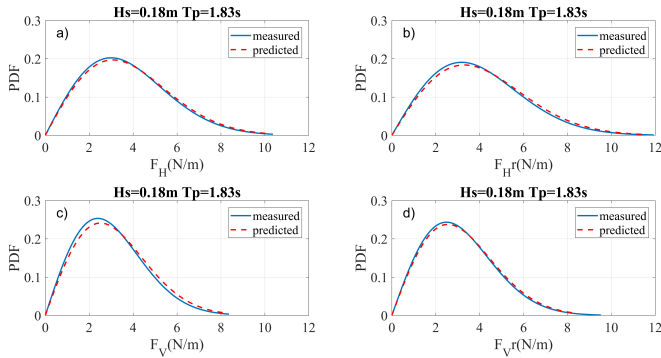 Hs=0.18m Tp=1.83s
a)
measured
predicted
PDF
0.3
0.2
0.1
0
0 2 4 6 8 10 12
F_H(N/m)
Hs=0.18m Tp=1.83s
b)
measured
predicted
PDF
0.3
0.2
0.1
0
0 2 4 6 8 10 12
F_Hr(N/m)
Hs=0.18m Tp=1.83s
c)
measured
predicted
PDF
0.3
0.2
0.1
0
0 2 4 6 8 10 12
F_V(N/m)
Hs=0.18m Tp=1.83s
d)
measured
predicted
PDF
0.3
0.2
0.1
0
0 2 4 6 8 10 12
F_Vr(N/m)